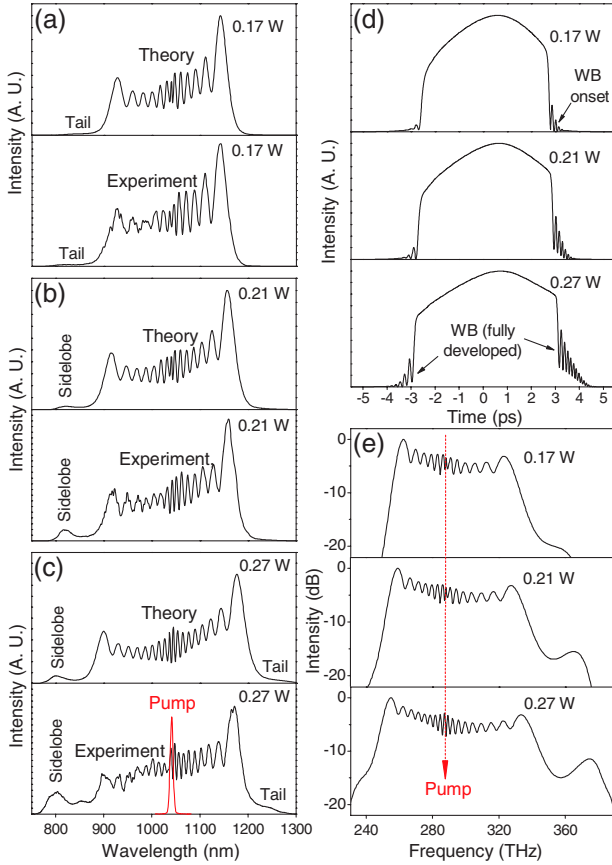 (a)
0.17 W
Theory
Tail
0.17 W
Experiment
Tail
Intensity (A. U.)
(b)
0.21 W
Theory
Sidelobe
0.21 W
Experiment
Sidelobe
Intensity (A. U.)
(c)
0.27 W
Theory
Sidelobe
Tail
0.27 W
Pump
Experiment
Sidelobe
Tail
Intensity (A. U.)
800 900 1000 1100 1200 1300
Wavelength (nm)
(d)
0.17 W
WB
onset
0.21 W
0.27 W
WB (fully
developed)
Intensity (A. U.)
-5 -4 -3 -2 -1 0 1 2 3 4 5
Time (ps)
(e)
0.17 W
0
-10
-20
0.21 W
0
-10
-20
0.27 W
0
-10
-20
Pump
Intensity (dB)
240 280 320 360
Frequency (THz)